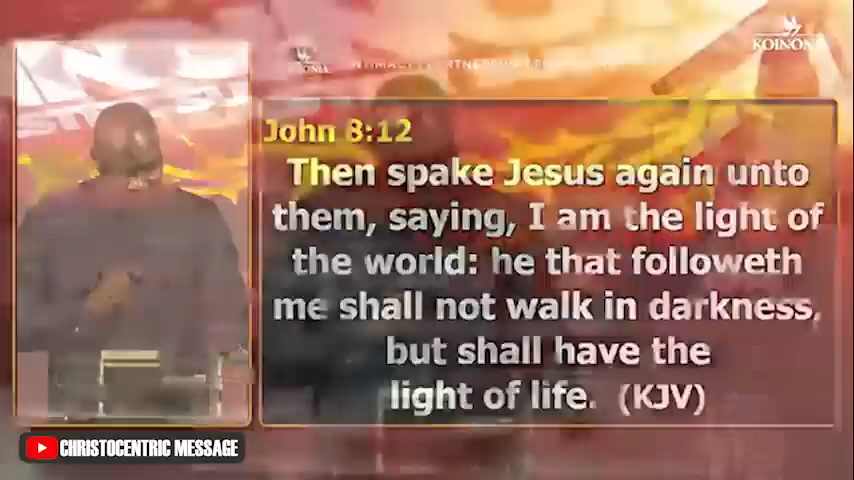 KOINON
John 8:12
Then spake Jesus again unto
them, saying, I am the light of
the world: he that followeth
me shall not walk in darkness,
but shall have the
light of life. (KJV)
CHRISTOCENTRIC MESSAGE